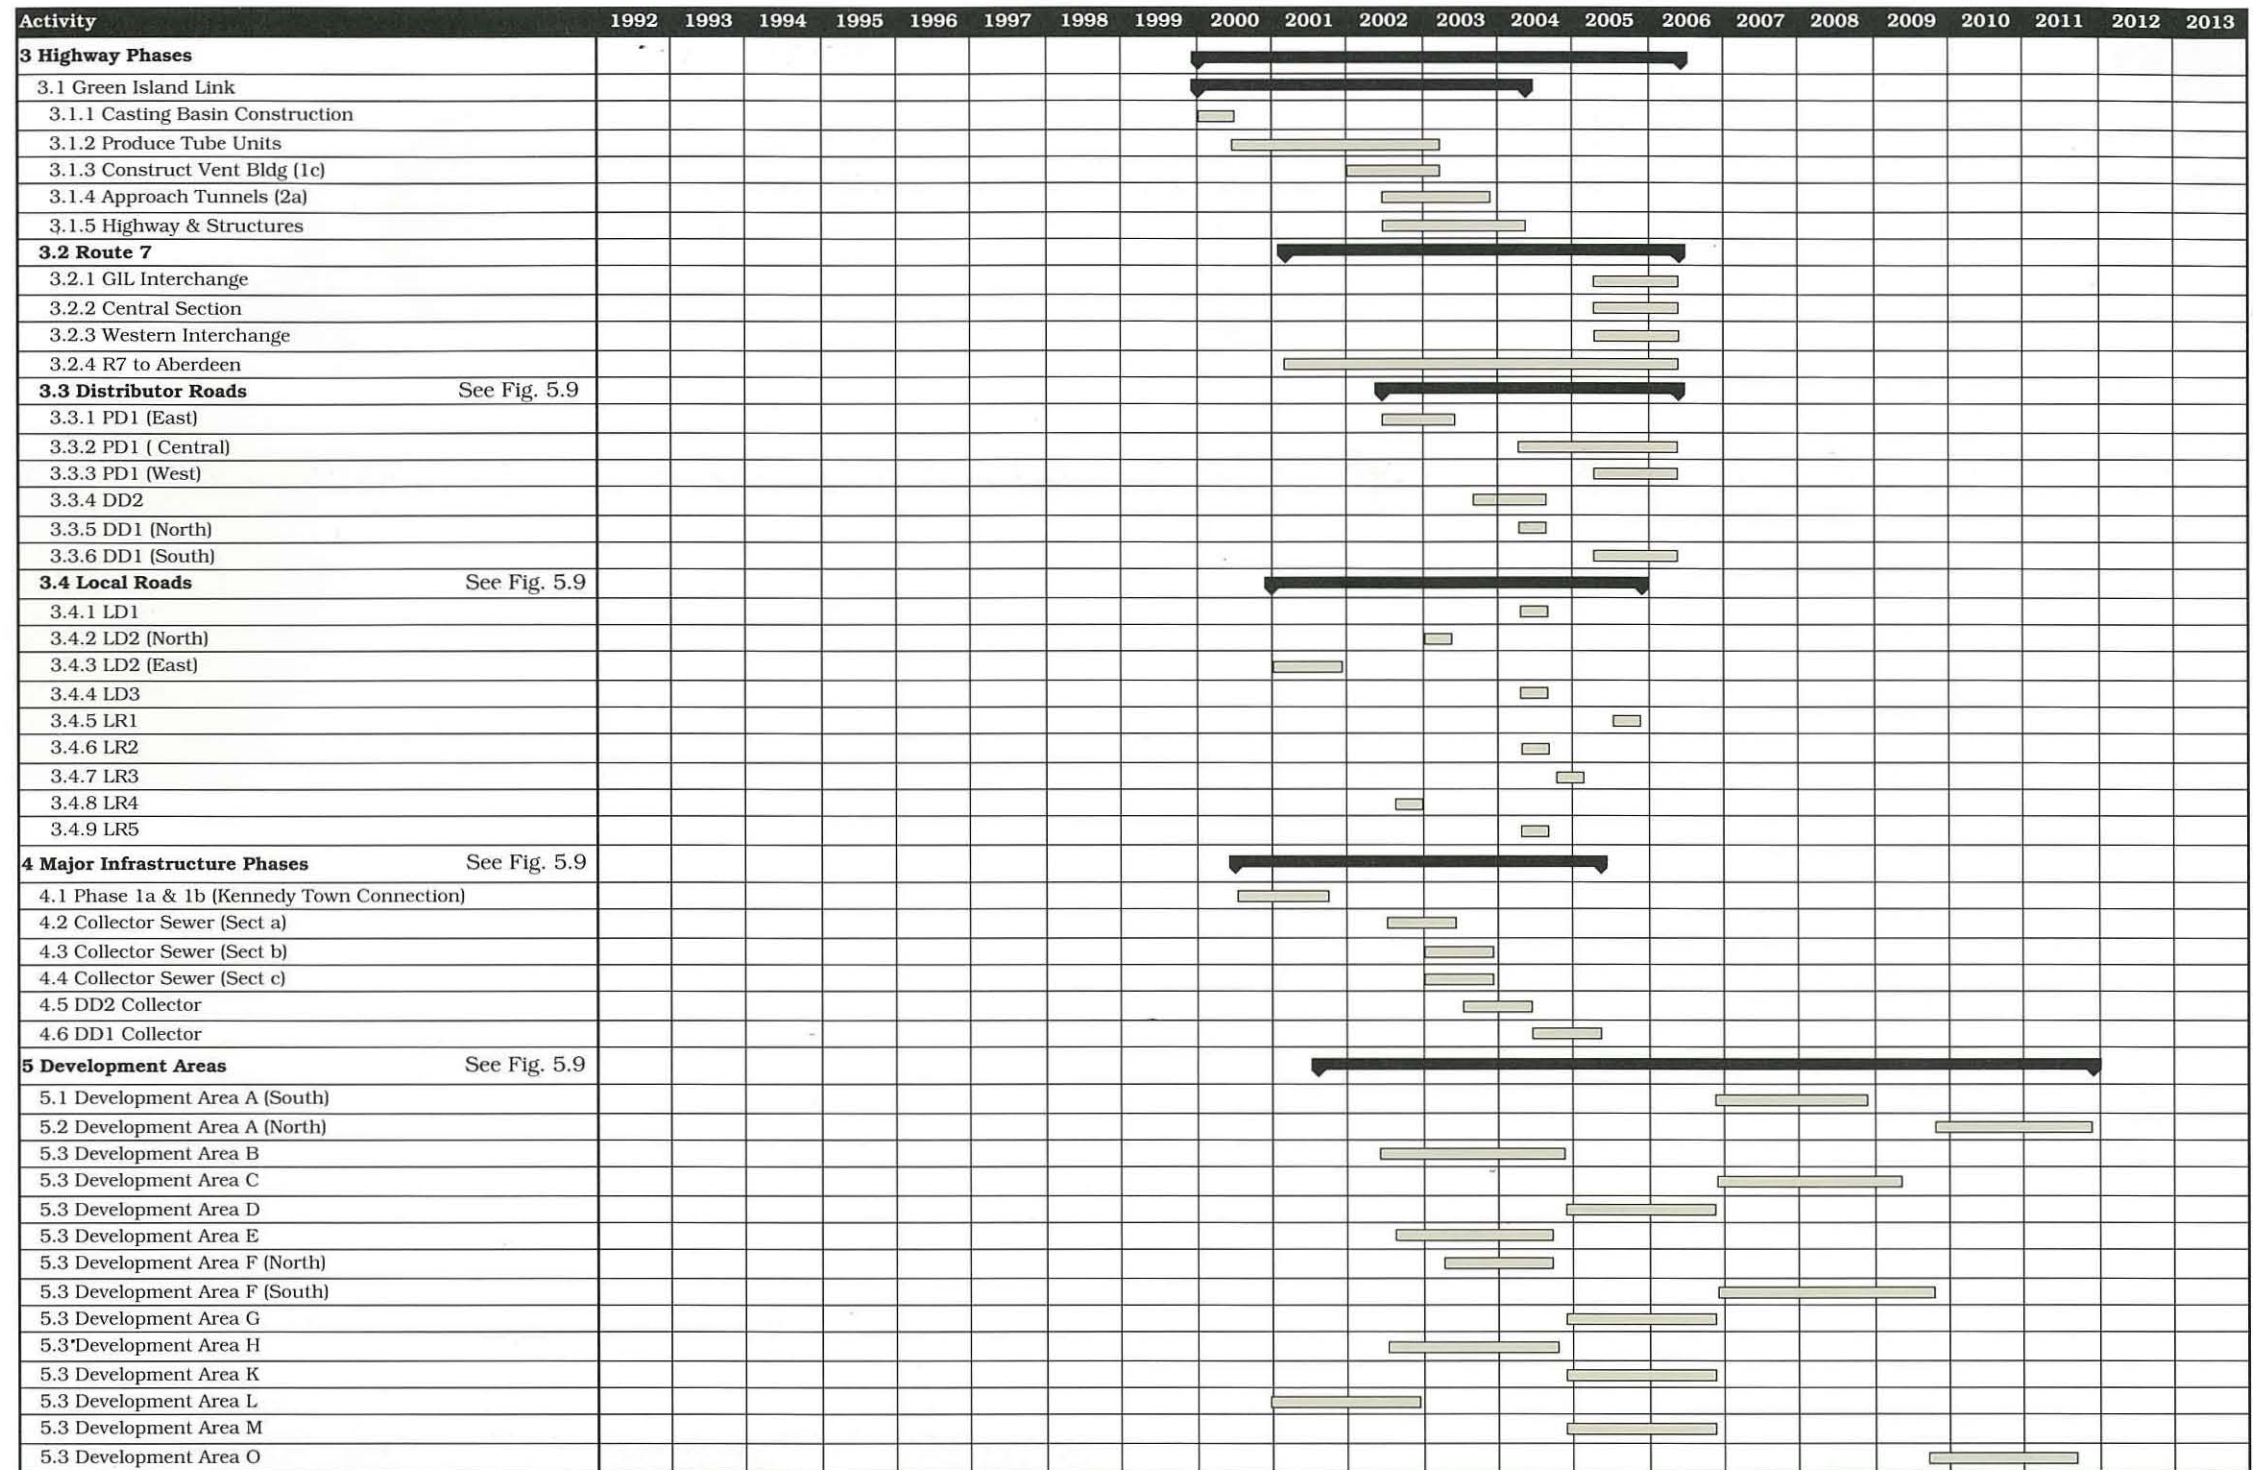 Activity 1992 1993 1994 1995 1996 1997 1998 1999 2000 2001 2002 2003 2004 2005 2006 2007 2008 2009 2010 2011 2012 2013
3 Highway Phases
3.1 Green Island Link
3.1.1 Casting Basin Construction
3.1.2 Produce Tube Units
3.1.3 Construct Vent Bldg (1c)
3.1.4 Approach Tunnels (2a)
3.1.5 Highway & Structures
3.2 Route 7
3.2.1 GIL Interchange
3.2.2 Central Section
3.2.3 Western Interchange
3.2.4 R7 to Aberdeen
3.3 Distributor Roads See Fig. 5.9
3.3.1 PD1 (East)
3.3.2 PD1 ( Central)
3.3.3 PD1 (West)
3.3.4 DD2
3.3.5 DD1 (North)
3.3.6 DD1 (South)
3.4 Local Roads See Fig. 5.9
3.4.1 LD1
3.4.2 LD2 (North)
3.4.3 LD2 (East)
3.4.4 LD3
3.4.5 LR1
3.4.6 LR2
3.4.7 LR3
3.4.8 LR4
3.4.9 LR5
4 Major Infrastructure Phases See Fig. 5.9
4.1 Phase 1a & 1b (Kennedy Town Connection)
4.2 Collector Sewer (Sect a)
4.3 Collector Sewer (Sect b)
4.4 Collector Sewer (Sect c)
4.5 DD2 Collector
4.6 DD1 Collector
5 Development Areas See Fig. 5.9
5.1 Development Area A (South)
5.2 Development Area A (North)
5.3 Development Area B
5.3 Development Area C
5.3 Development Area D
5.3 Development Area E
5.3 Development Area F (North)
5.3 Development Area F (South)
5.3 Development Area G
5.3 Development Area H
5.3 Development Area K
5.3 Development Area L
5.3 Development Area M
5.3 Development Area O